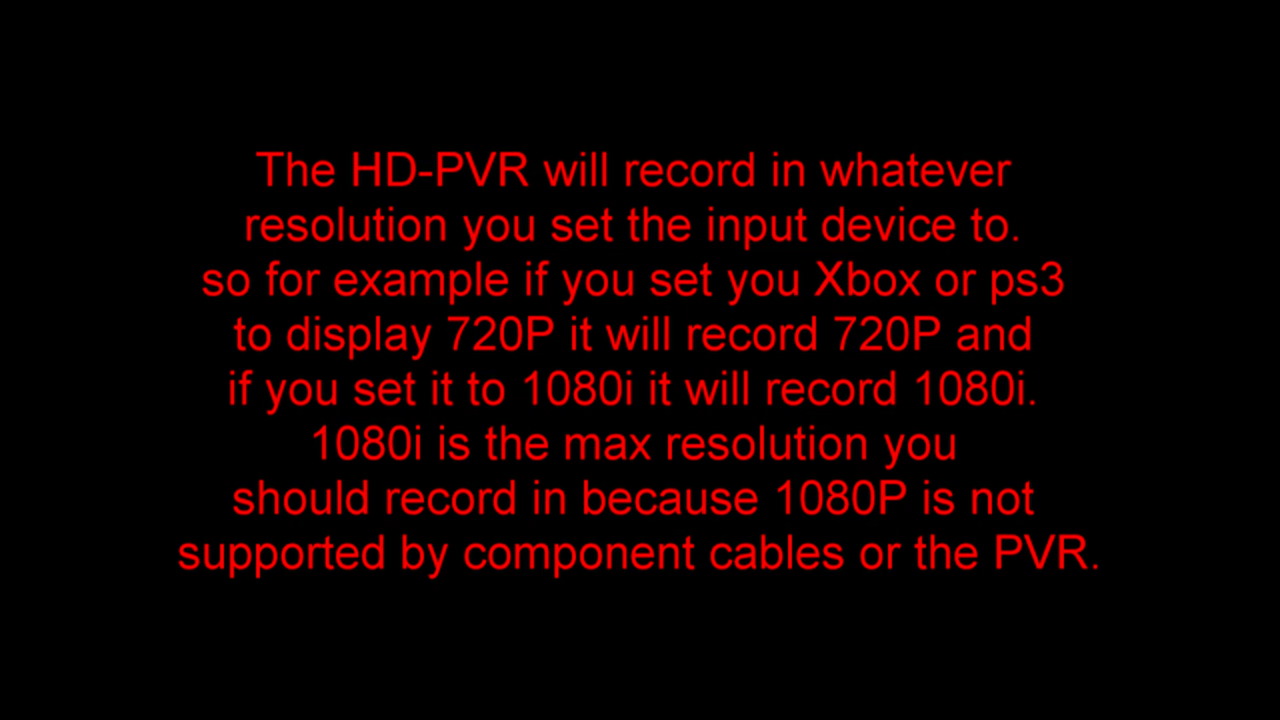 The HD-PVR will record in whatever
resolution you set the input device to.
so for example if you set you Xbox or ps3
to display 720P it will record 720P and
if you set it to 1080i it will record 1080i.
1080i is the max resolution you
should record in because 1080P is not
supported by component cables or the PVR.